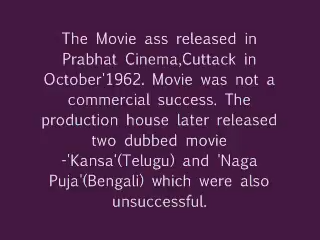 The Movie ass released in
Prabhat Cinema,Cuttack in
October'1962. Movie was not a
commercial success. The
production house later released
two dubbed movie
-'Kansa'(Telugu) and 'Naga
Puja'(Bengali) which were also
unsuccessful.